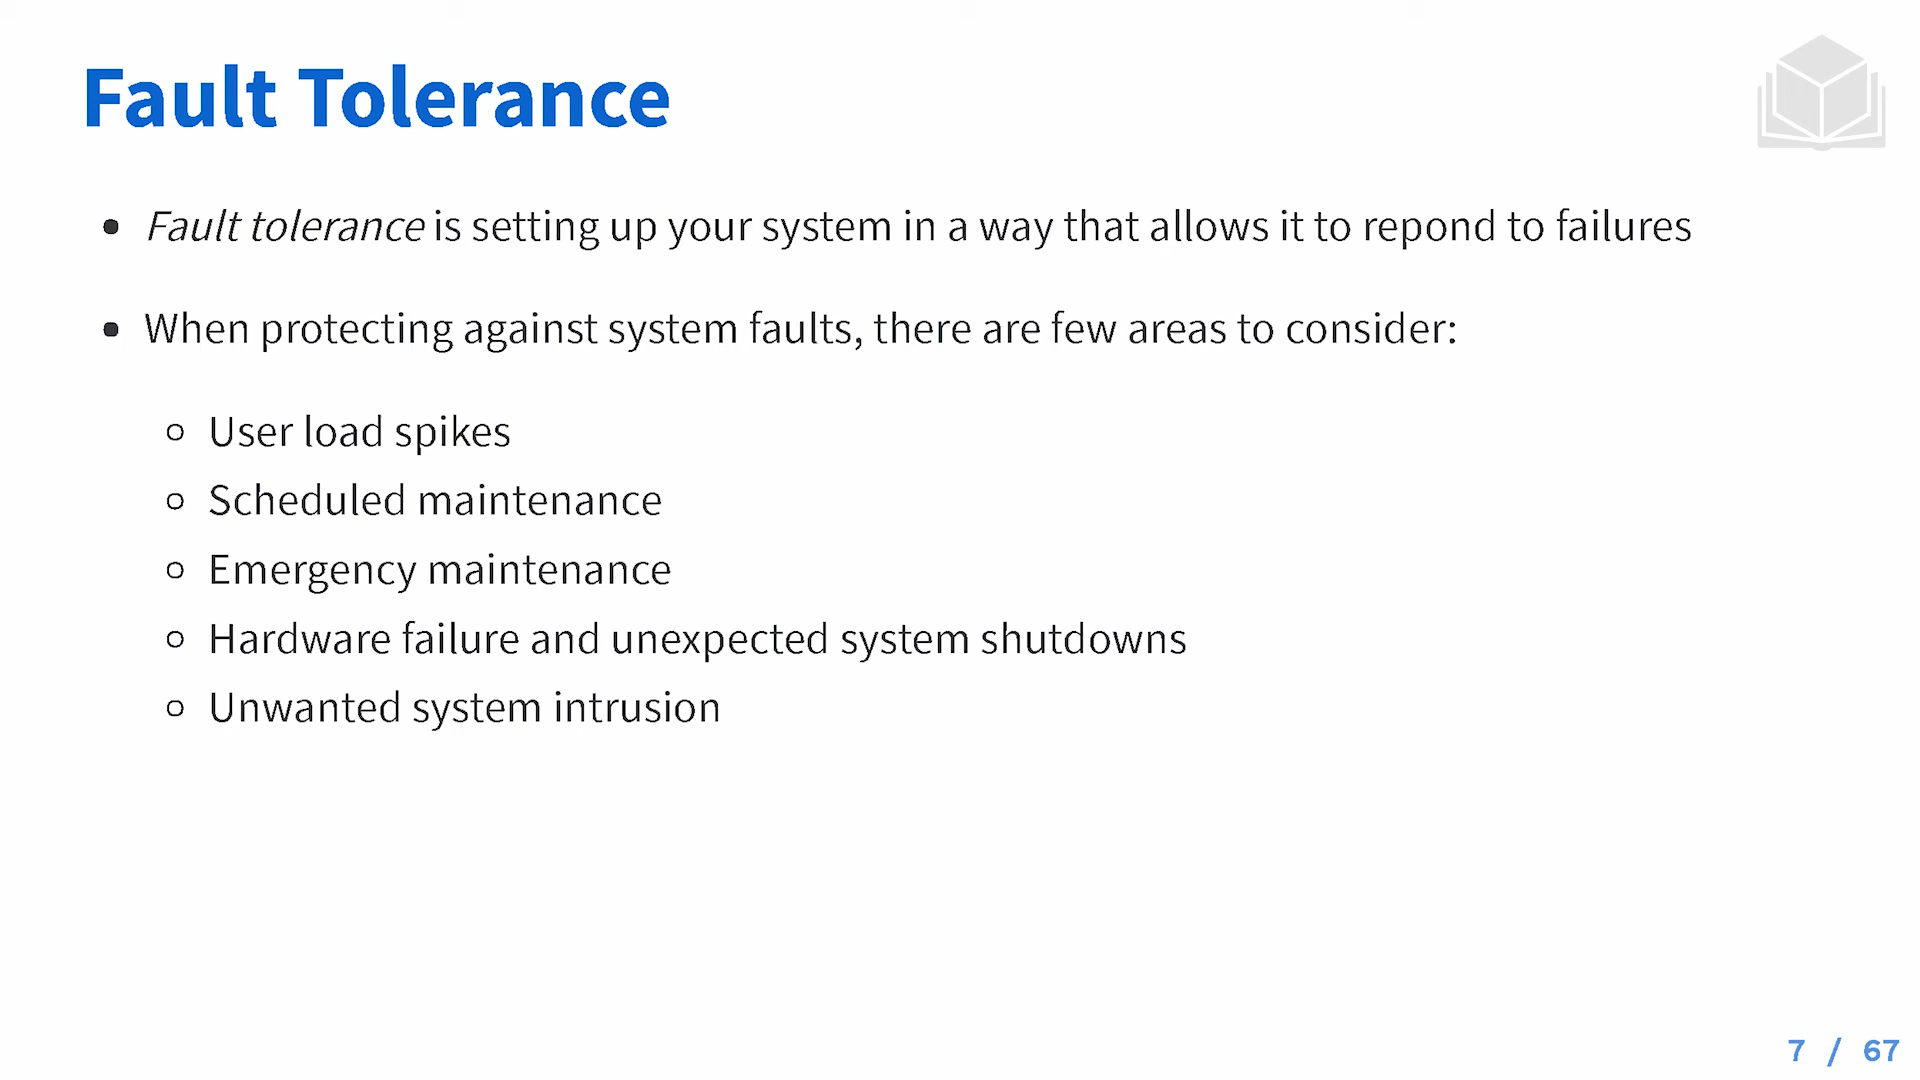 Fault Tolerance
Fault tolerance is setting up your system in a way that allows it to repond to failures
When protecting against system faults, there are few areas to consider:
User load spikes
Scheduled maintenance
Emergency maintenance
Hardware failure and unexpected system shutdowns
Unwanted system intrusion
7 / 67